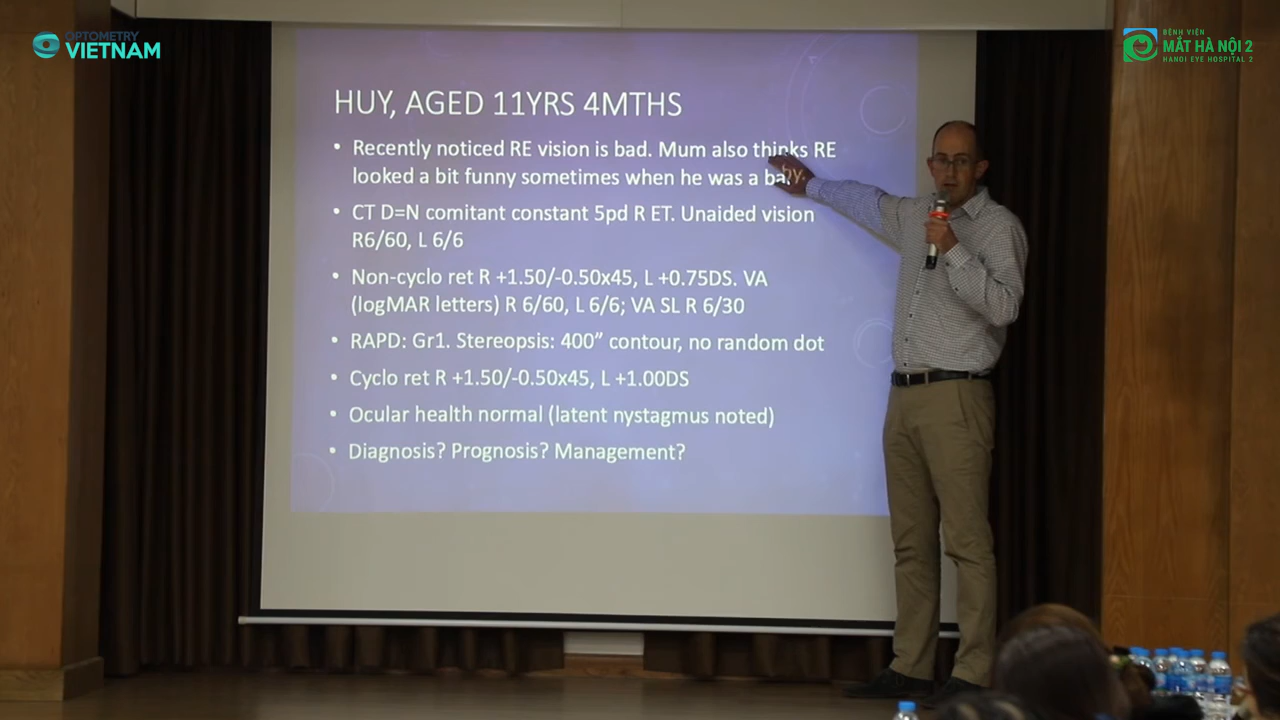 OPTOMETRY
VIETNAM
BỆNH VIỆN
MẮT HÀ NỘI 2
HANOI EYE HOSPITAL 2
HUY, AGED 11YRS 4MTHS
• Recently noticed RE vision is bad. Mum also thinks RE
looked a bit funny sometimes when he was a baby.
• CT D=N comitant constant 5pd R ET. Unaided vision
R6/60, L 6/6
• Non-cyclo ret R +1.50/-0.50x45, L +0.75DS. VA
(logMAR letters) R 6/60, L 6/6; VA SL R 6/30
• RAPD: Gr1. Stereopsis: 400” contour, no random dot
• Cyclo ret R +1.50/-0.50x45, L +1.00DS
• Ocular health normal (latent nystagmus noted)
• Diagnosis? Prognosis? Management?